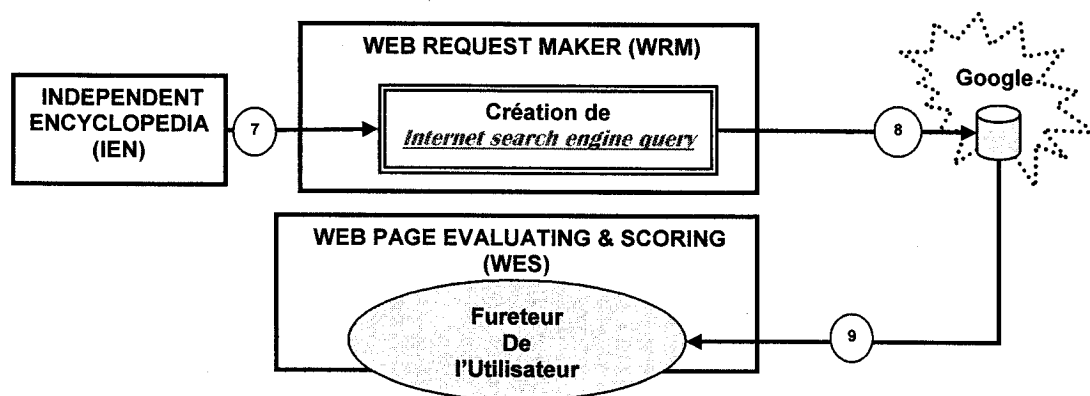 WEB REQUEST MAKER (WRM)
INDEPENDENT
ENCYCLOPEDIA
(IEN)
7
Création de
Internet search engine query
8
Google
WEB PAGE EVALUATING & SCORING
(WES)
Fureteur
De
l'Utilisateur
9